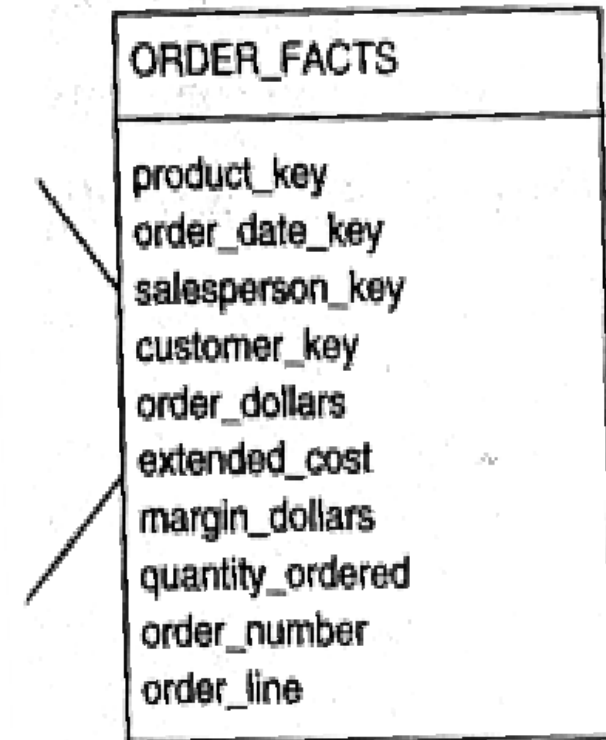 ORDER_FACTS
product_key
order_date_key
salesperson_key
customer_key
order_dollars
extended_cost
margin_dollars
quantity_ordered
order_number
order_line